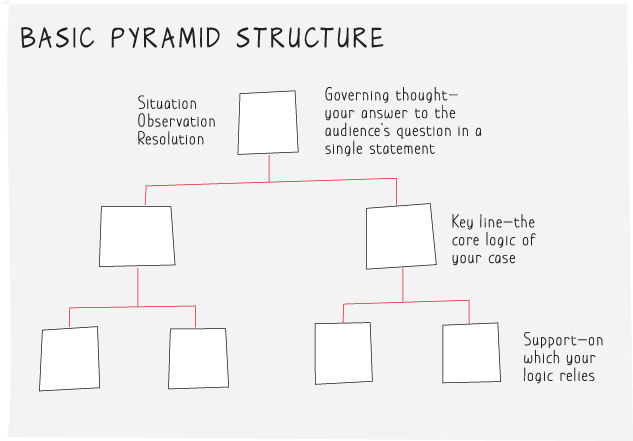 BASIC PYRAMID STRUCTURE
Situation
Observation
Resolution
Governing thought—
your answer to the
audience's question in a
single statement
Key line—the
core logic of
your case
Support—on
which your
logic relies